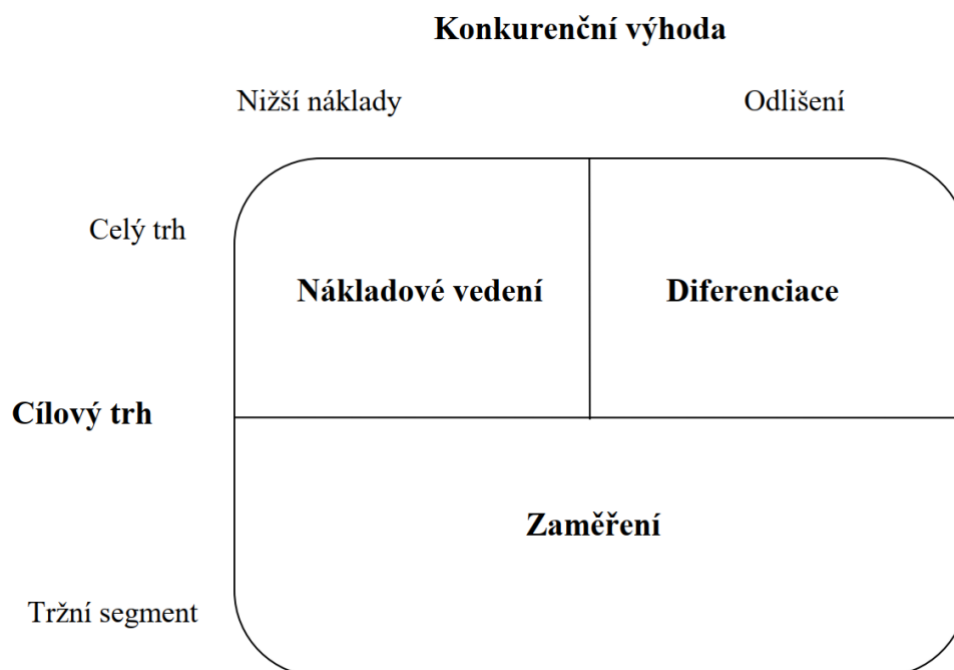 Konkurenční výhoda
Nižší náklady
Odlišení
Celý trh
Nákladové vedení
Diferenciace
Cílový trh
Zaměření
Tržní segment